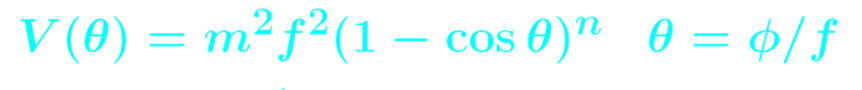 V(θ) = m²f²(1 − cos θ)ⁿ θ = ϕ/f